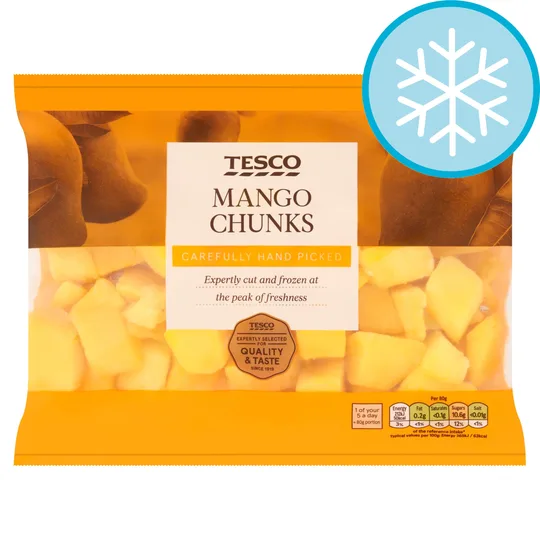 TESCO
MANGO
CHUNKS
CAREFULLY HAND PICKED
Expertly cut and frozen at
the peak of freshness
TESCO
EXPERTLY SELECTED
FOR
QUALITY
& TASTE
SINCE 1919
1 of your
5 a-day
= 80g portion
Per 80g
Energy Fat Saturates Sugars Salt
0.2g <0.1g 10.6g <0.01g
3% <1% <1% 12% <1%
of the reference intake*